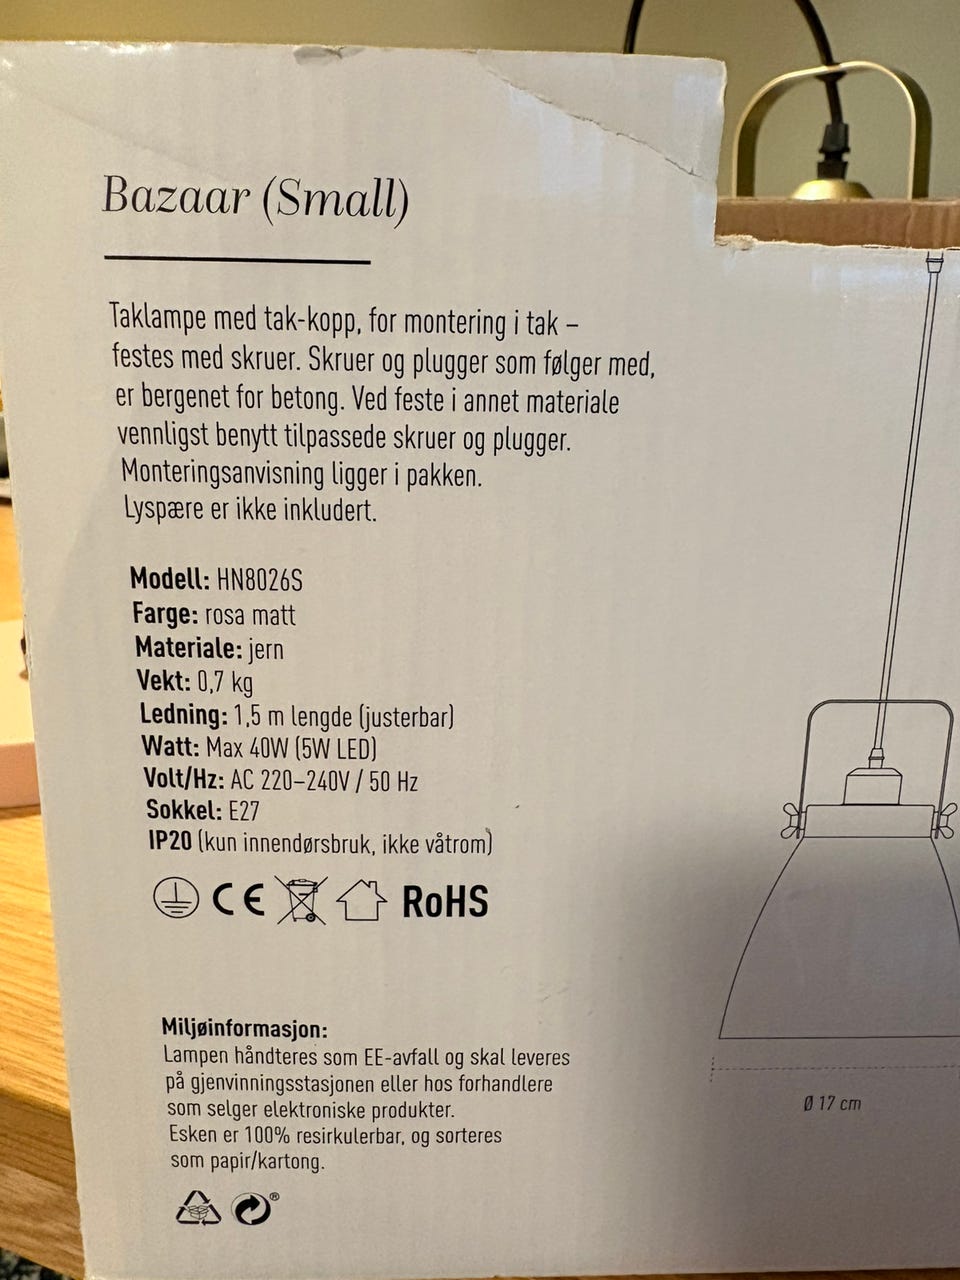 Bazaar (Small)
Taklampe med tak-kopp, for montering i tak –
festes med skruer. Skruer og plugger som følger med,
er bergenet for betong. Ved feste i annet materiale
vennligst benytt tilpassede skruer og plugger.
Monteringsanvisning ligger i pakken.
Lyspære er ikke inkludert.
Modell: HN8026S
Farge: rosa matt
Materiale: jern
Vekt: 0,7 kg
Ledning: 1,5 m lengde (justerbar)
Watt: Max 40W (5W LED)
Volt/Hz: AC 220–240V / 50 Hz
Sokkel: E27
IP20 (kun innendørsbruk, ikke våtrom)
CE RoHS
Miljøinformasjon:
Lampen håndteres som EE-avfall og skal leveres
på gjenvinningsstasjonen eller hos forhandlere
som selger elektroniske produkter.
Esken er 100% resirkulerbar, og sorteres
som papir/kartong.
®
Ø 17 cm